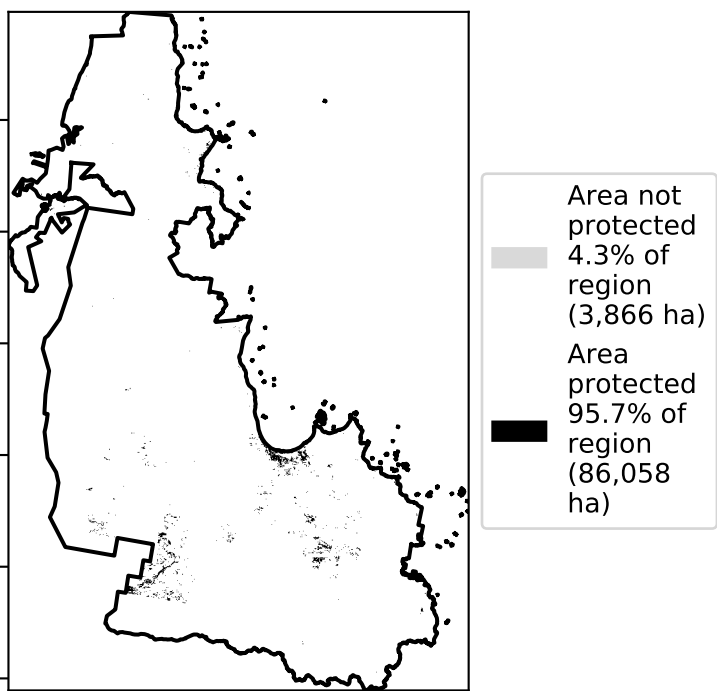 Area not
protected
4.3% of
region
(3,866 ha)
Area
protected
95.7% of
region
(86,058
ha)